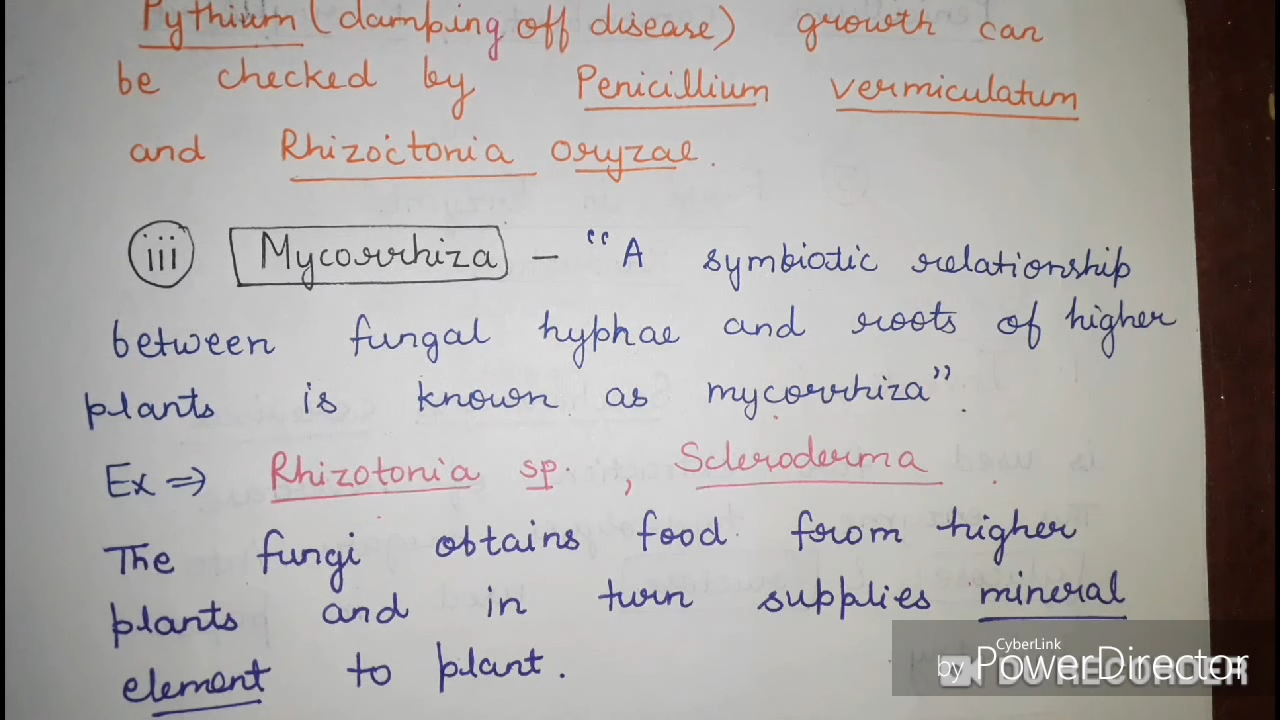 Pythium (damping off disease) growth can
be checked by Penicillium vermiculatum
and Rhizoctonia oryzae.
iii Mycorrhiza – "A symbiotic relationship
between fungal hyphae and roots of higher
plants is known as mycorrhiza".
Ex ⇒ Rhizotonia sp., Scleroderma
The fungi obtains food from higher
plants and in turn supplies mineral
element to plant.
CyberLink
by PowerDirector
RECORDER